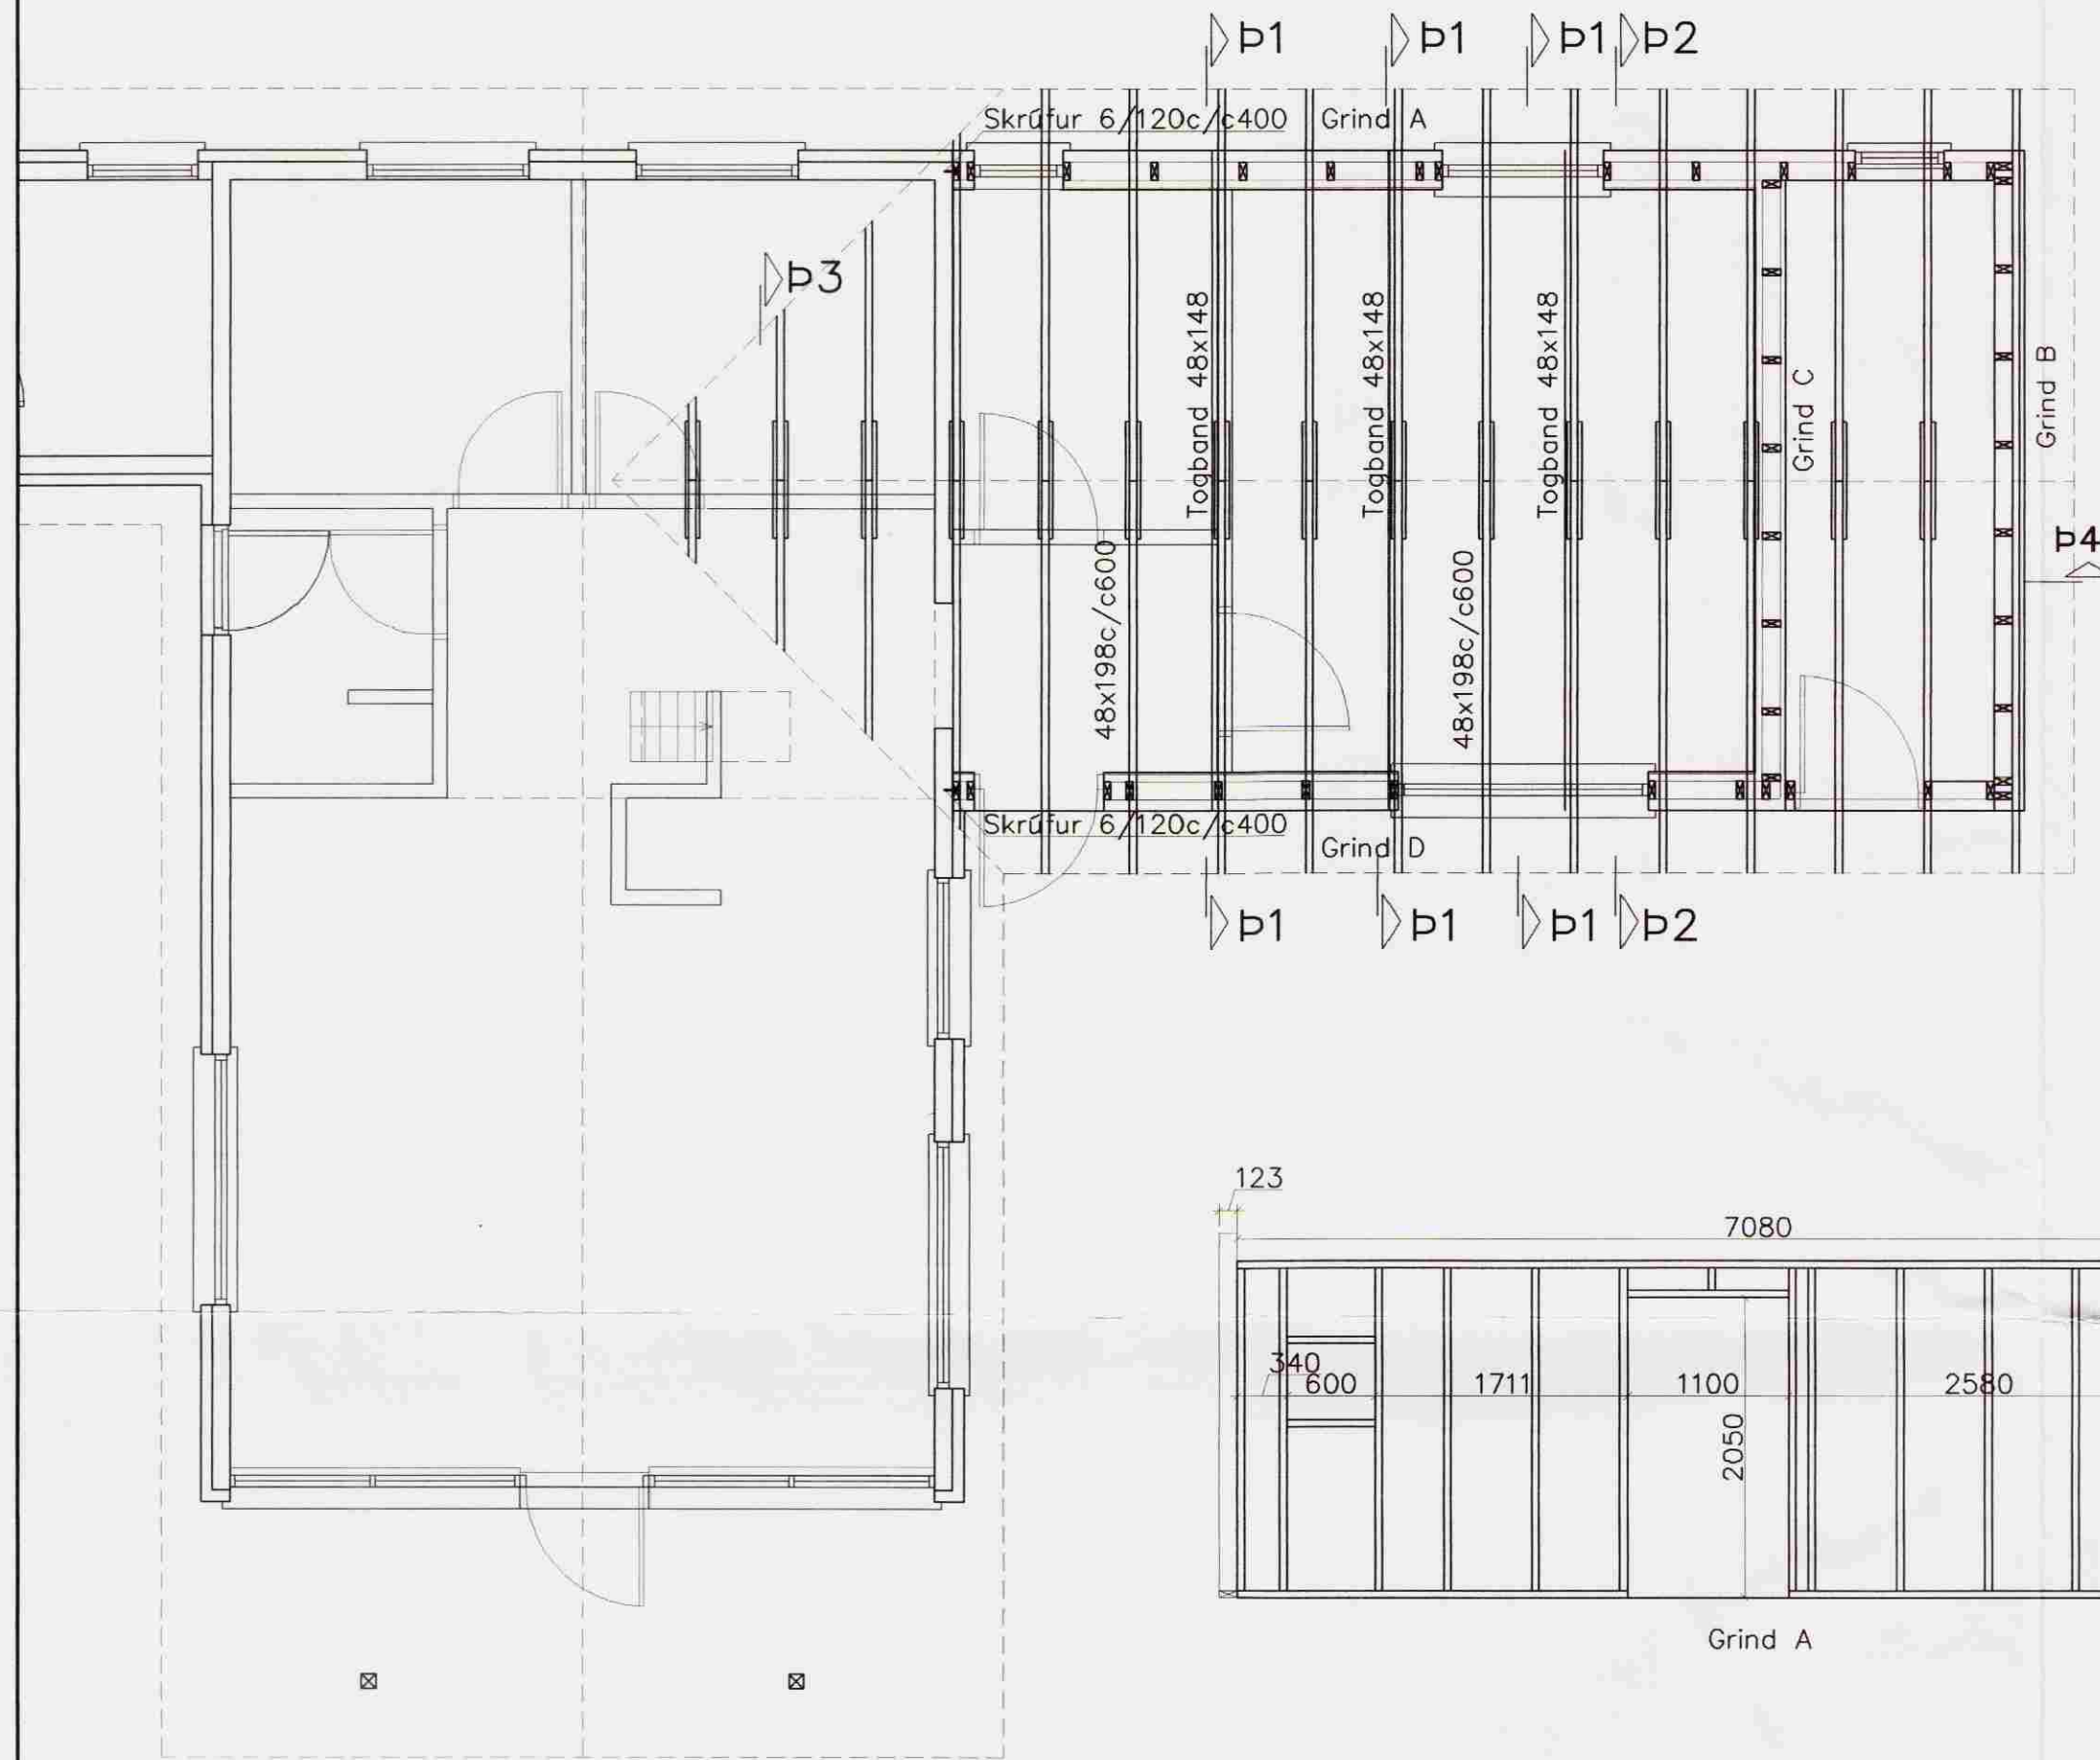 Þ1
Þ1
Þ1
Þ2
Skrúfur 6/120c/c400
Grind A
Þ3
Togband 48x148
Togband 48x148
Togband 48x148
Grind C
Grind B
Þ4
48x198c/c600
48x198c/c600
Skrúfur 6/120c/c400
Grind D
Þ1
Þ1
Þ1
Þ2
123
7080
340
600
1711
1100
2580
2050
Grind A